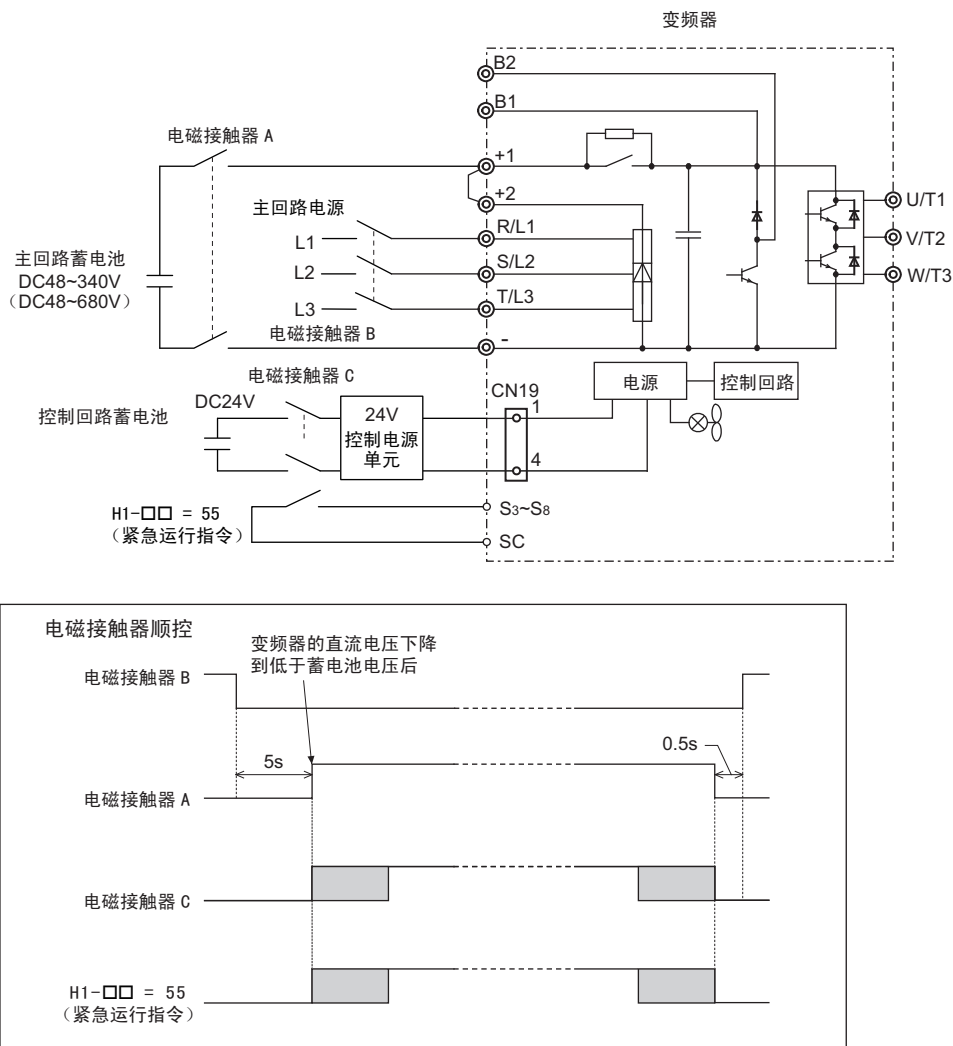 变频器
B2
B1
电磁接触器 A
+1
+2
主回路电源
R/L1
U/T1
L1
S/L2
V/T2
主回路蓄电池
L2
DC48~340V
T/L3
W/T3
（DC48~680V）
L3
电磁接触器 B
-
电磁接触器 C
CN19
电源
控制回路
DC24V
1
控制回路蓄电池
24V
控制电源
单元
4
H1-□□ = 55
S3~S8
（紧急运行指令）
SC
电磁接触器顺控
变频器的直流电压下降
到低于蓄电池电压后
电磁接触器 B
5s
0.5s
电磁接触器 A
电磁接触器 C
H1-□□ = 55
（紧急运行指令）